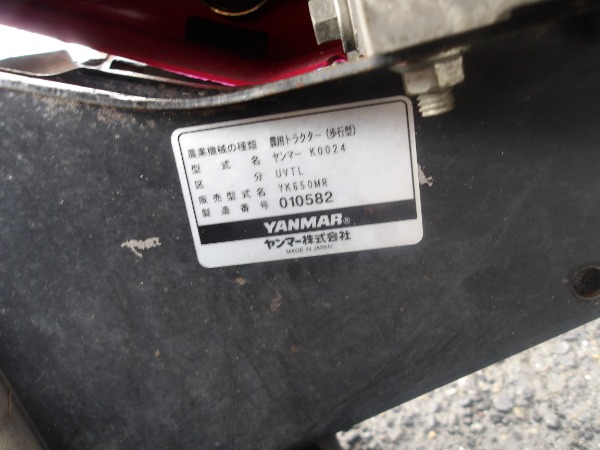 農業機械の種類 農用トラクター(歩行型)
型式名 ヤンマー K0024
区分 UVTL
販売型式名 YK650MR
製造番号 010582
YANMAR®
ヤンマー株式会社
MADE IN JAPAN